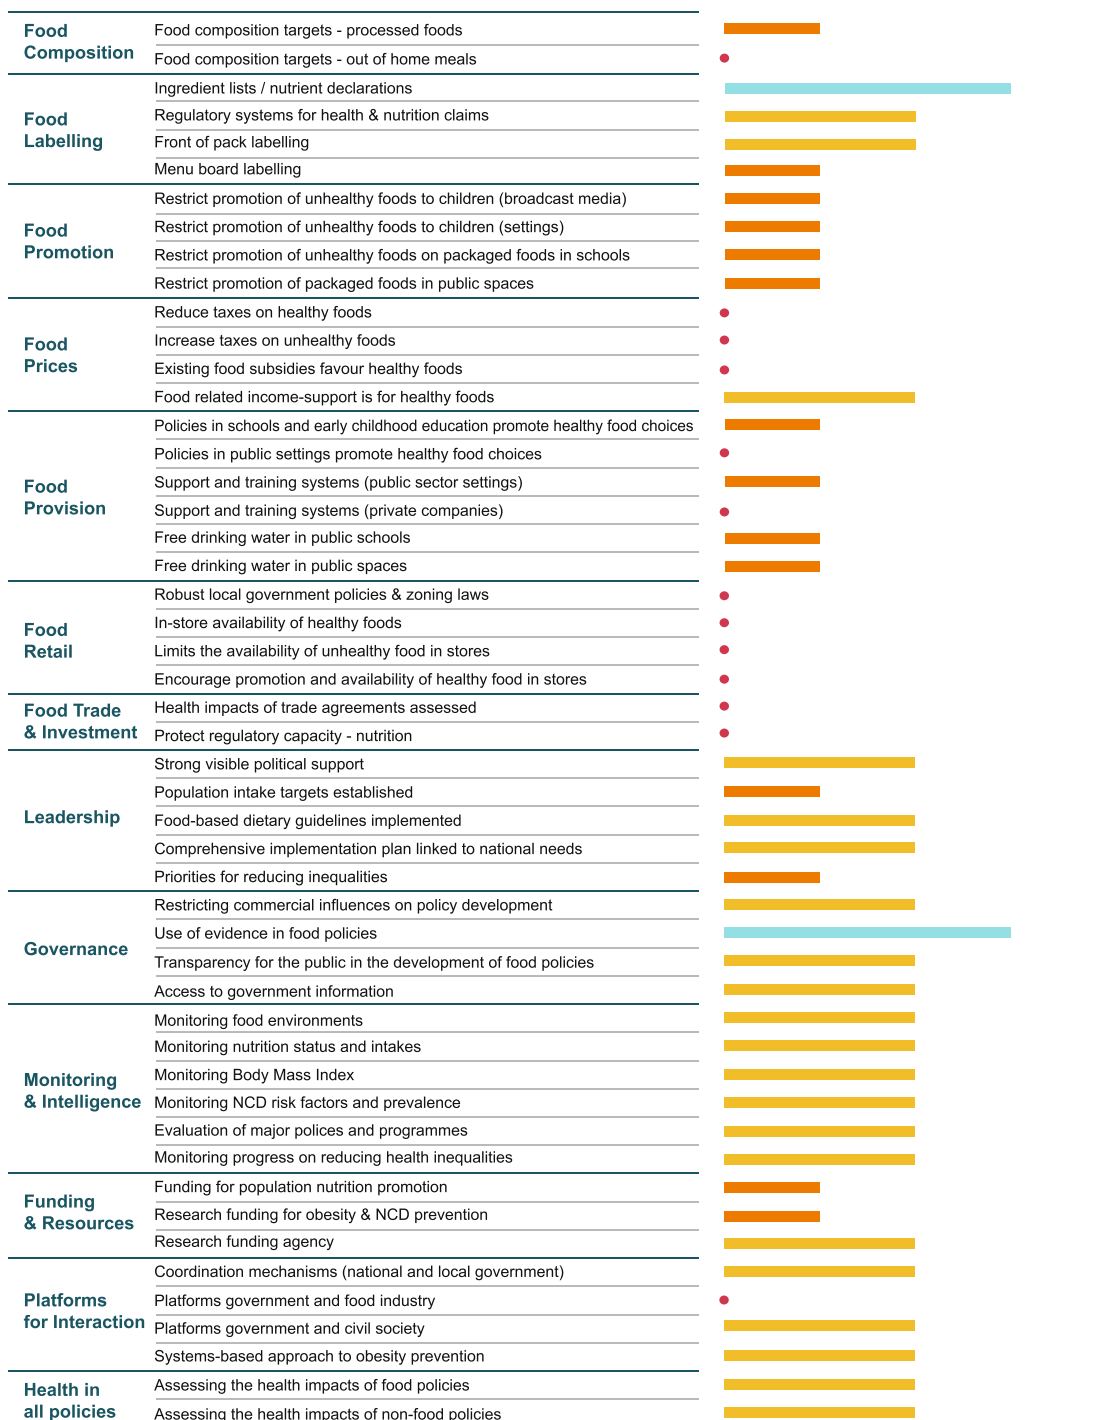 Food
Composition
Food composition targets - processed foods
Food composition targets - out of home meals
Food
Labelling
Ingredient lists / nutrient declarations
Regulatory systems for health & nutrition claims
Front of pack labelling
Menu board labelling
Food
Promotion
Restrict promotion of unhealthy foods to children (broadcast media)
Restrict promotion of unhealthy foods to children (settings)
Restrict promotion of unhealthy foods on packaged foods in schools
Restrict promotion of packaged foods in public spaces
Food
Prices
Reduce taxes on healthy foods
Increase taxes on unhealthy foods
Existing food subsidies favour healthy foods
Food related income-support is for healthy foods
Food
Provision
Policies in schools and early childhood education promote healthy food choices
Policies in public settings promote healthy food choices
Support and training systems (public sector settings)
Support and training systems (private companies)
Free drinking water in public schools
Free drinking water in public spaces
Food
Retail
Robust local government policies & zoning laws
In-store availability of healthy foods
Limits the availability of unhealthy food in stores
Encourage promotion and availability of healthy food in stores
Food Trade
& Investment
Health impacts of trade agreements assessed
Protect regulatory capacity - nutrition
Leadership
Strong visible political support
Population intake targets established
Food-based dietary guidelines implemented
Comprehensive implementation plan linked to national needs
Priorities for reducing inequalities
Governance
Restricting commercial influences on policy development
Use of evidence in food policies
Transparency for the public in the development of food policies
Access to government information
Monitoring
& Intelligence
Monitoring food environments
Monitoring nutrition status and intakes
Monitoring Body Mass Index
Monitoring NCD risk factors and prevalence
Evaluation of major polices and programmes
Monitoring progress on reducing health inequalities
Funding
& Resources
Funding for population nutrition promotion
Research funding for obesity & NCD prevention
Research funding agency
Platforms
for Interaction
Coordination mechanisms (national and local government)
Platforms government and food industry
Platforms government and civil society
Systems-based approach to obesity prevention
Health in
all policies
Assessing the health impacts of food policies
Assessing the health impacts of non-food policies